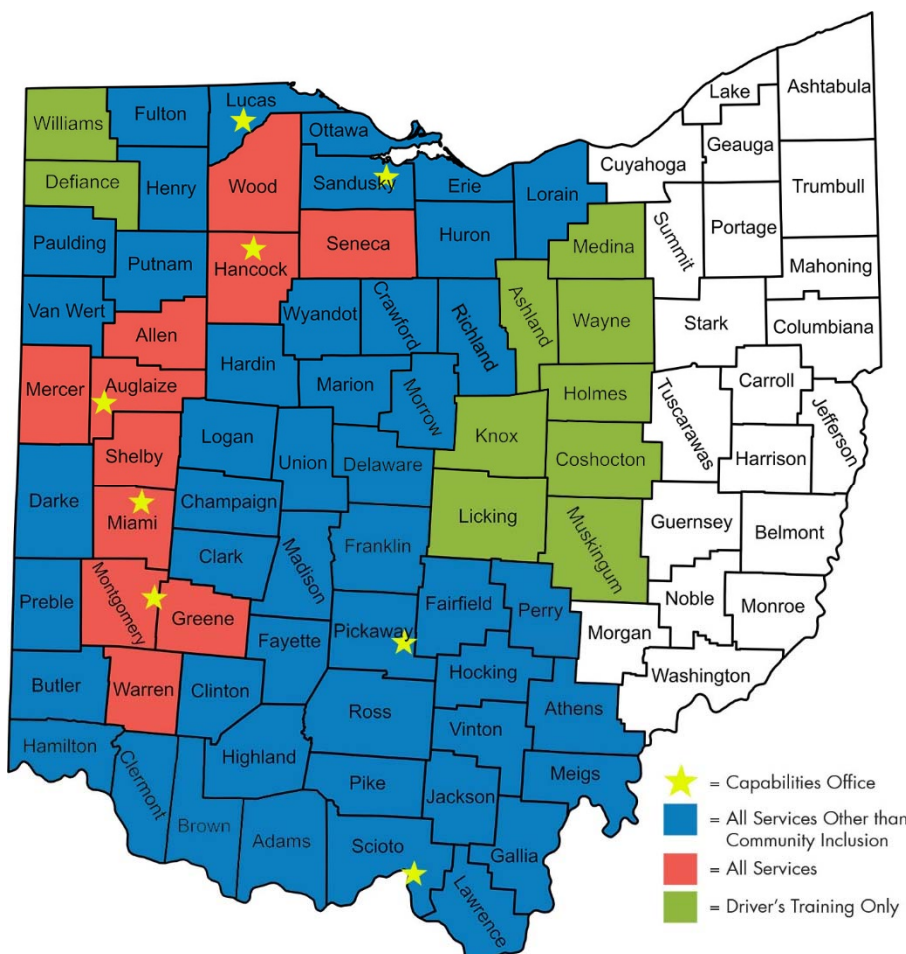 Ashtabula
Lake
Lucas
Fulton
Williams
Ottawa
Geauga
Cuyahoga
Trumbull
Defiance
Henry
Wood
Sandusky
Erie
Lorain
Summit
Portage
Medina
Paulding
Seneca
Huron
Putnam
Hancock
Mahoning
Van Wert
Wyandot
Crawford
Richland
Ashland
Wayne
Stark
Columbiana
Allen
Hardin
Mercer
Auglaize
Marion
Morrow
Holmes
Tuscarawas
Carroll
Jefferson
Logan
Knox
Shelby
Union
Delaware
Coshocton
Harrison
Darke
Champaign
Miami
Licking
Guernsey
Belmont
Clark
Madison
Franklin
Muskingum
Montgomery
Preble
Greene
Fairfield
Perry
Noble
Monroe
Pickaway
Morgan
Fayette
Washington
Butler
Warren
Clinton
Hocking
Ross
Athens
Vinton
Hamilton
Highland
Clermont
Pike
Meigs
Jackson
Brown
Adams
Scioto
Gallia
Lawrence
= Capabilities Office
= All Services Other than
Community Inclusion
= All Services
= Driver's Training Only